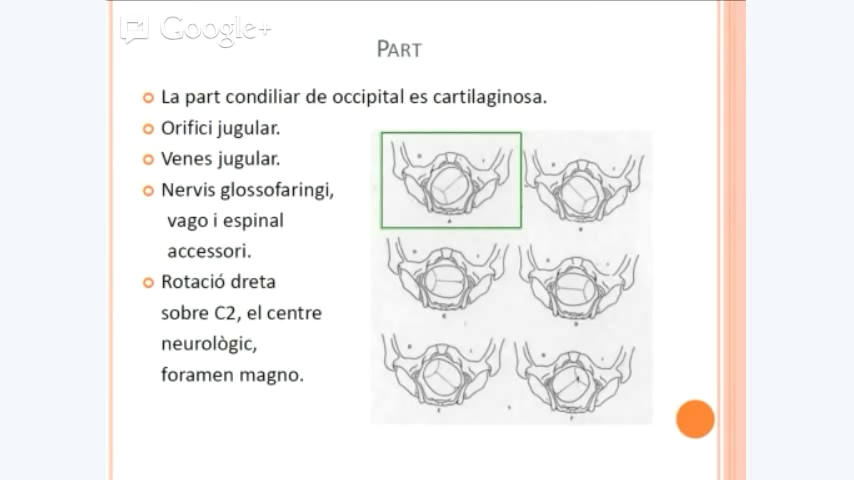 Google+
PART
La part condiliar de occipital es cartilaginosa.
Orifici jugular.
Venes jugular.
Nervis glossofaringi,
vago i espinal
accessori.
Rotació dreta
sobre C2, el centre
neurològic,
foramen magno.